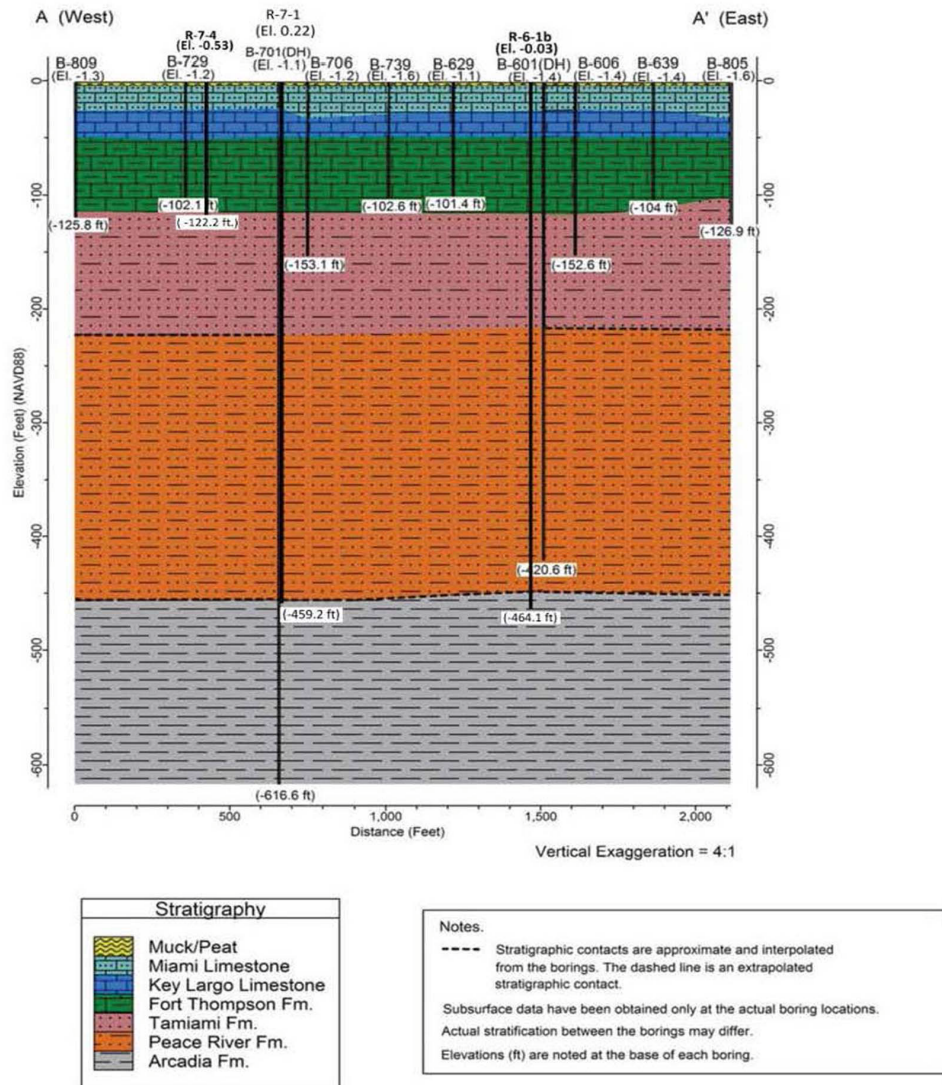 A (West)
R-7-1
(El. 0.22)
A' (East)
R-7-4
(El. -0.53)
R-6-1b
(El. -0.03)
B-809
(El. -1.3)
B-729
(El. -1.2)
B-701(DH)
(El. -1.1)
B-706
(El. -1.2)
B-739
(El. -1.6)
B-629
(El. -1.1)
B-601(DH)
(El. -1.4)
B-606
(El. -1.4)
B-639
(El. -1.4)
B-805
(El. -1.6)
0
-100
-200
-300
-400
-500
-600
Elevation (Feet) (NAVD88)
0
-100
-200
-300
-400
-500
-600
(-125.8 ft)
(-102.1 ft)
(-122.2 ft.)
(-153.1 ft)
(-102.6 ft)
(-101.4 ft)
(-152.6 ft)
(-104 ft)
(-126.9 ft)
(-420.6 ft)
(-459.2 ft)
(-464.1 ft)
(-616.6 ft)
0 500 1,000 1,500 2,000
Distance (Feet)
Vertical Exaggeration = 4:1
Stratigraphy
Muck/Peat
Miami Limestone
Key Largo Limestone
Fort Thompson Fm.
Tamiami Fm.
Peace River Fm.
Arcadia Fm.
Notes.
Stratigraphic contacts are approximate and interpolated
from the borings. The dashed line is an extrapolated
stratigraphic contact.
Subsurface data have been obtained only at the actual boring locations.
Actual stratification between the borings may differ.
Elevations (ft) are noted at the base of each boring.